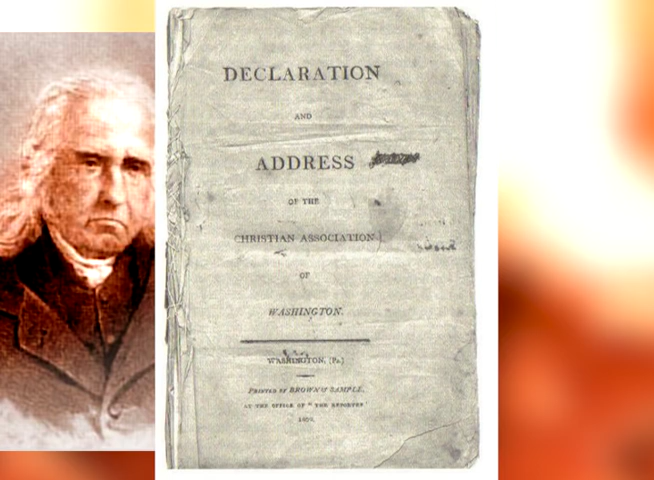 DECLARATION
AND
ADDRESS
OF THE
CHRISTIAN ASSOCIATION
OF
WASHINGTON.
WASHINGTON, (Pa.)
PRINTED BY BROWN & SAMPLE,
AT THE OFFICE OF "THE REPORTER"
1809.